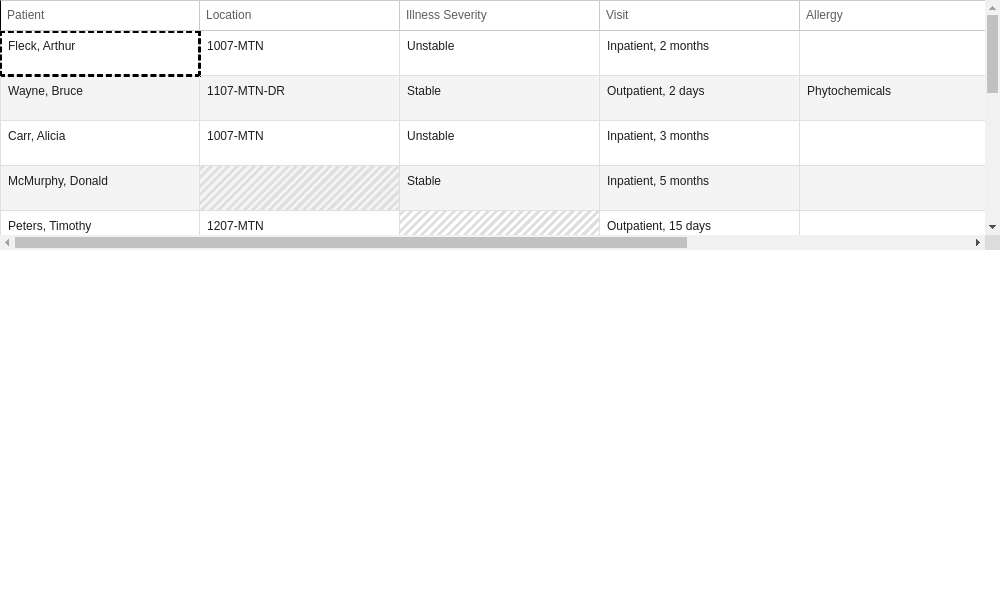 Patient Location Illness Severity Visit Allergy
Fleck, Arthur 1007-MTN Unstable Inpatient, 2 months
Wayne, Bruce 1107-MTN-DR Stable Outpatient, 2 days Phytochemicals
Carr, Alicia 1007-MTN Unstable Inpatient, 3 months
McMurphy, Donald Stable Inpatient, 5 months
Peters, Timothy 1207-MTN Outpatient, 15 days